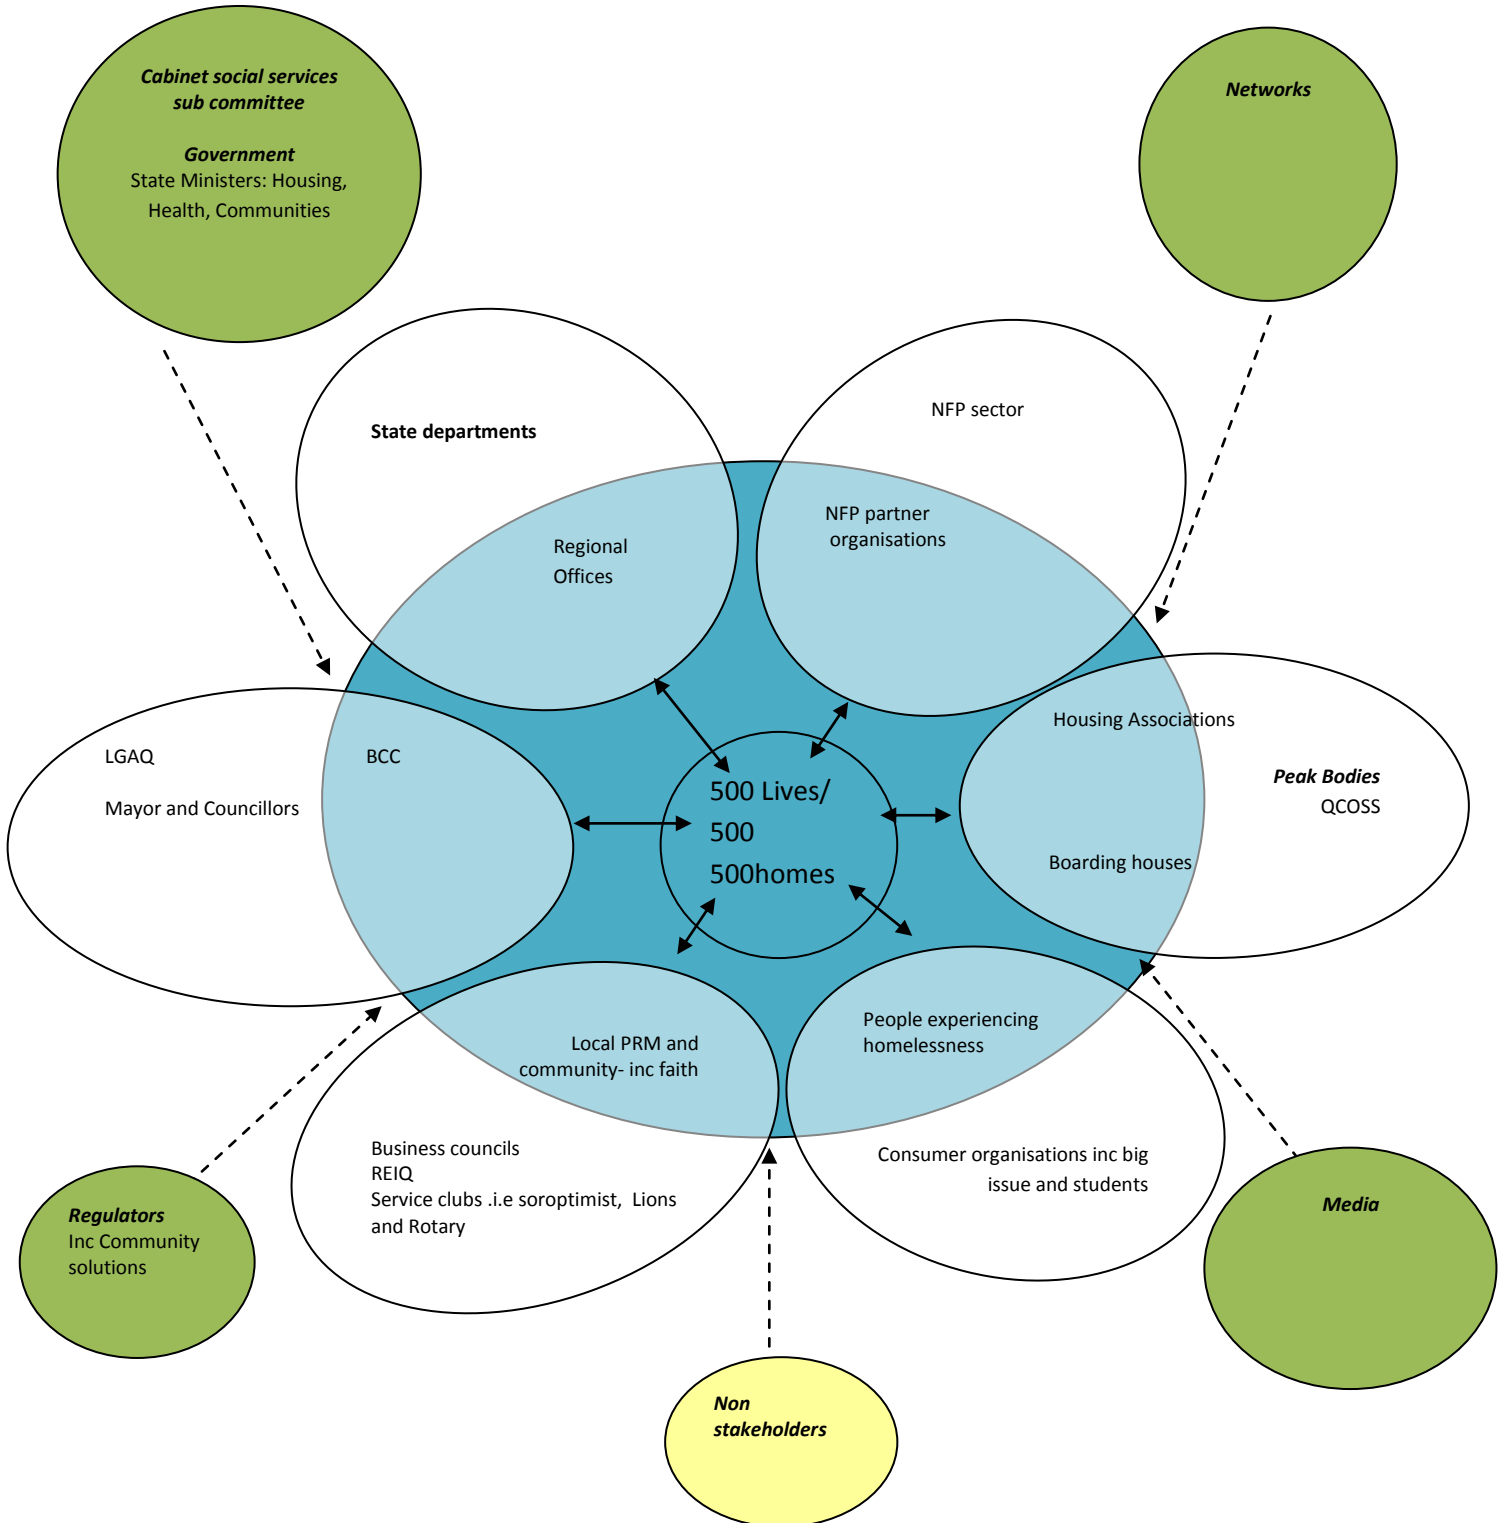 Cabinet social services
sub committee
Government
State Ministers: Housing,
Health, Communities
Networks
State departments
NFP sector
Regional
Offices
NFP partner
organisations
LGAQ
Mayor and Councillors
BCC
500 Lives/
500
500homes
Housing Associations
Peak Bodies
QCOSS
Boarding houses
Local PRM and
community- inc faith
People experiencing
homelessness
Business councils
REIQ
Service clubs .i.e soroptimist, Lions
and Rotary
Consumer organisations inc big
issue and students
Regulators
Inc Community
solutions
Media
Non
stakeholders